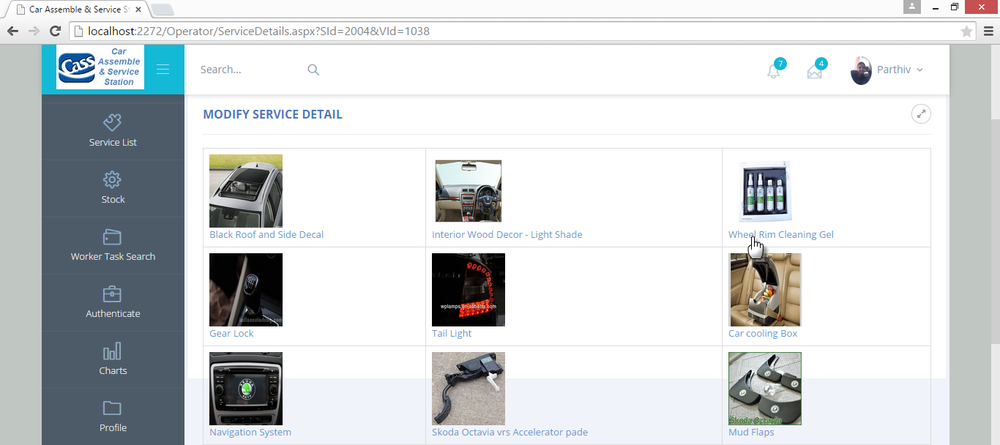 Car Assemble & Service St
localhost:2272/Operator/ServiceDetails.aspx?SId=2004&VId=1038
Cass
Car
Assemble
& Service
Station
Search...
7
4
Parthiv
Service List
Stock
Worker Task Search
Authenticate
Charts
Profile
MODIFY SERVICE DETAIL
Black Roof and Side Decal
Interior Wood Decor - Light Shade
Wheel Rim Cleaning Gel
Gear Lock
Tail Light
Car cooling Box
SKODA
Navigation System
Skoda Octavia vrs Accelerator pade
Skoda Octavia
Mud Flaps